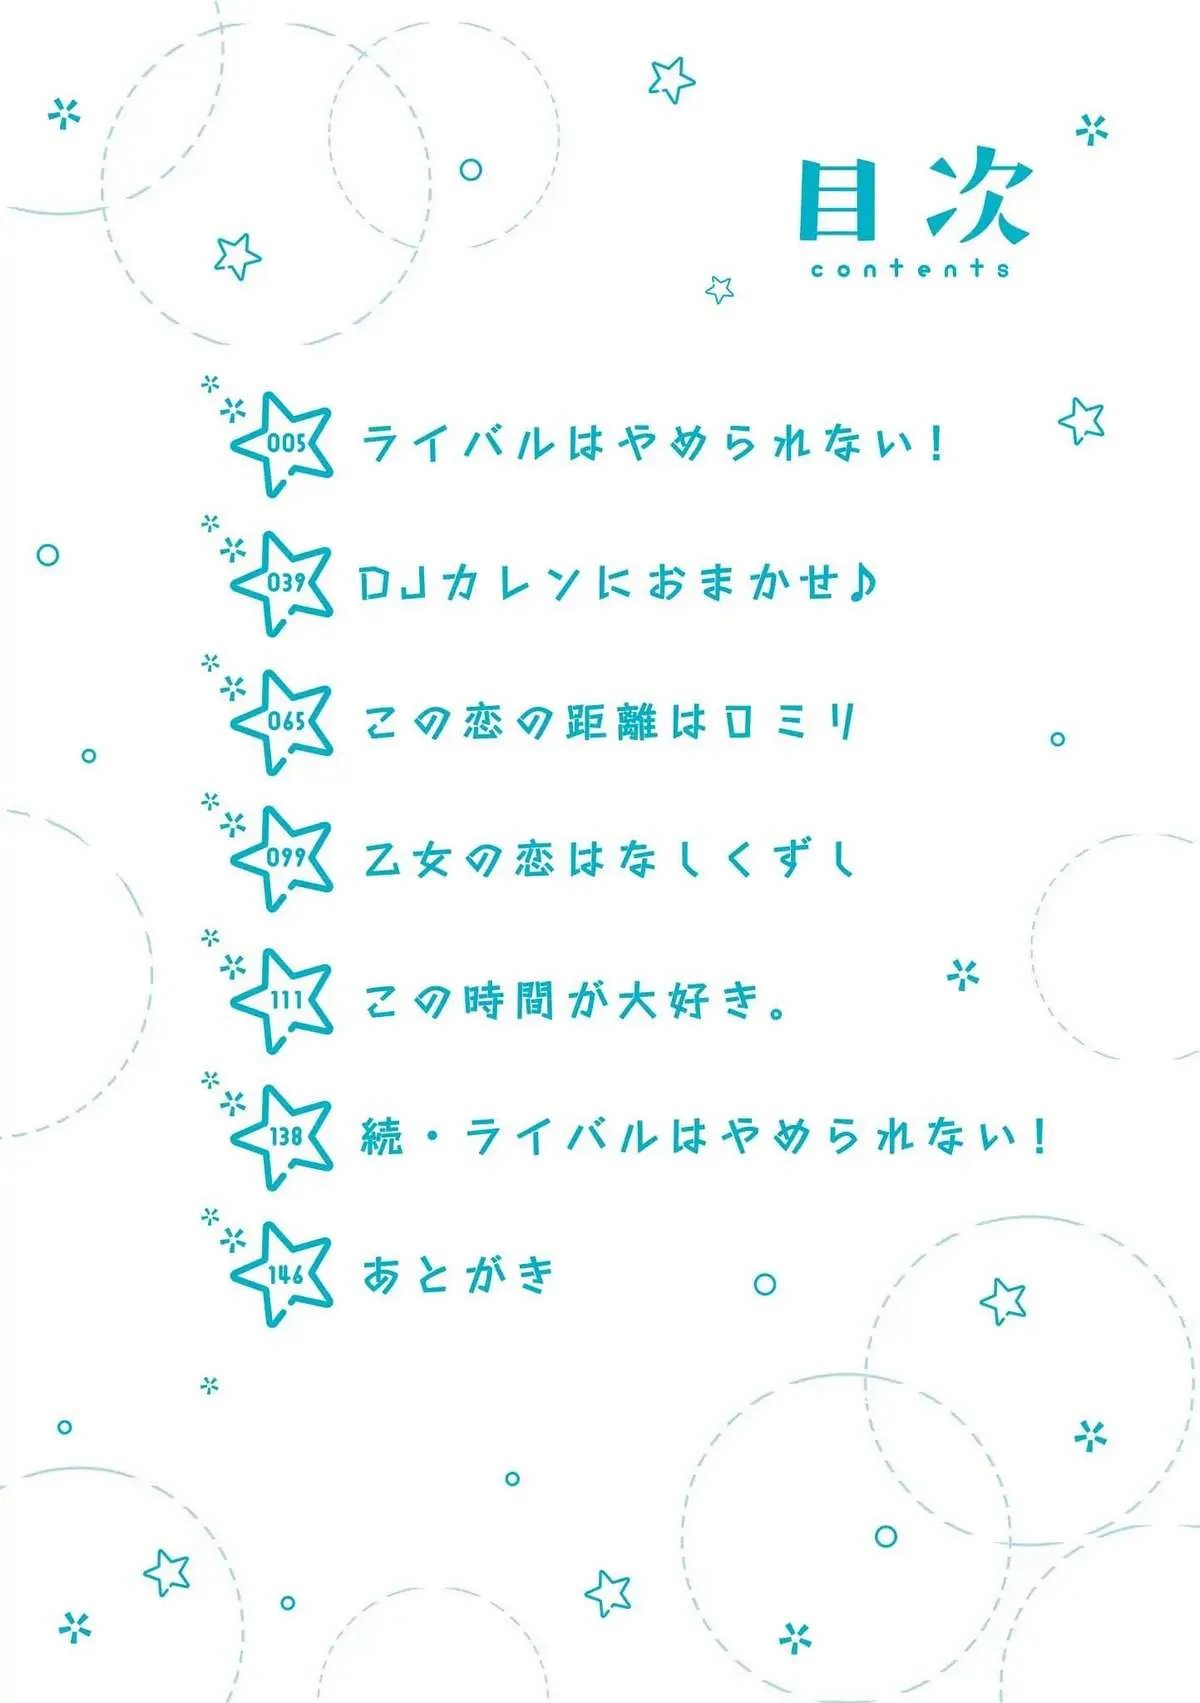 目次
contents
005 ライバルはやめられない！
039 DJカレンにおまかせ♪
065 この恋の距離は0ミリ
099 乙女の恋はなしくずし
111 この時間が大好き。
138 続・ライバルはやめられない！
146 あとがき